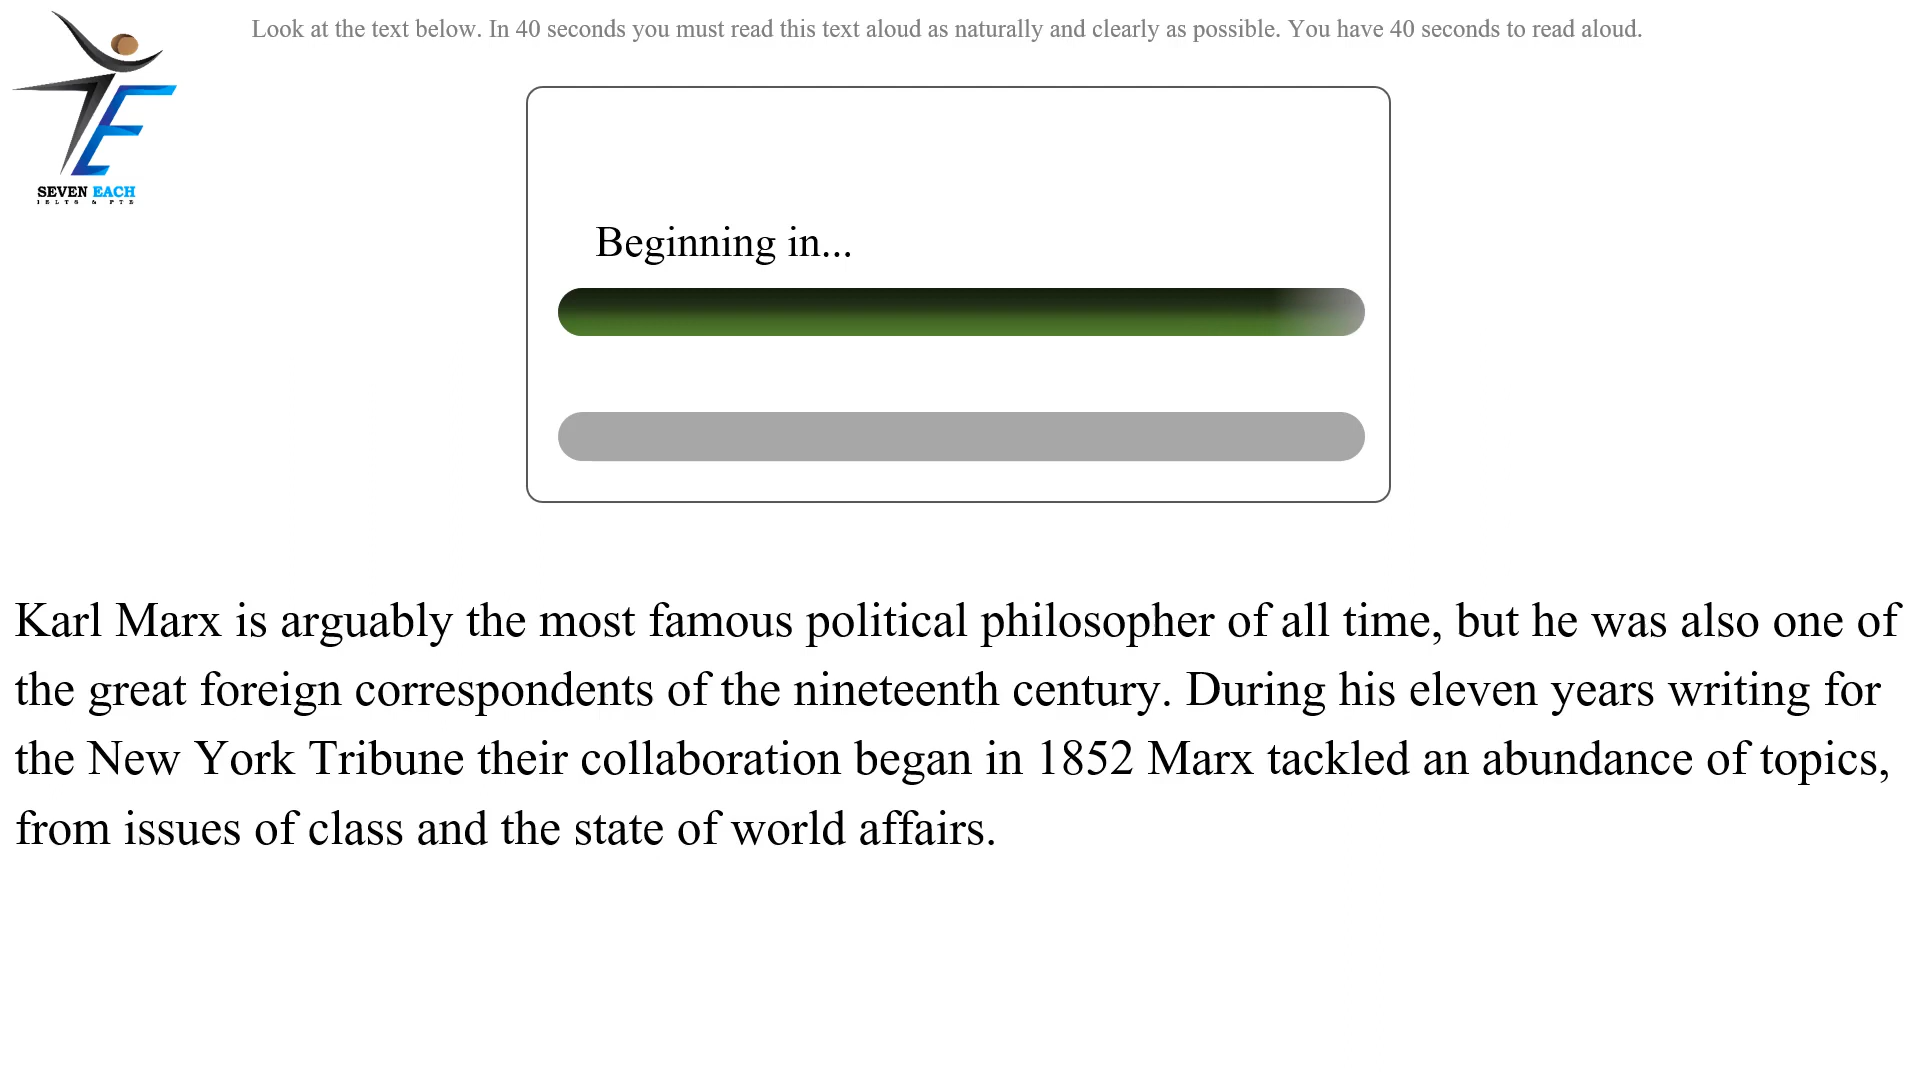 Look at the text below. In 40 seconds you must read this text aloud as naturally and clearly as possible. You have 40 seconds to read aloud.
SEVEN EACH
IELTS & PTE
Beginning in...
Karl Marx is arguably the most famous political philosopher of all time, but he was also one of
the great foreign correspondents of the nineteenth century. During his eleven years writing for
the New York Tribune their collaboration began in 1852 Marx tackled an abundance of topics,
from issues of class and the state of world affairs.